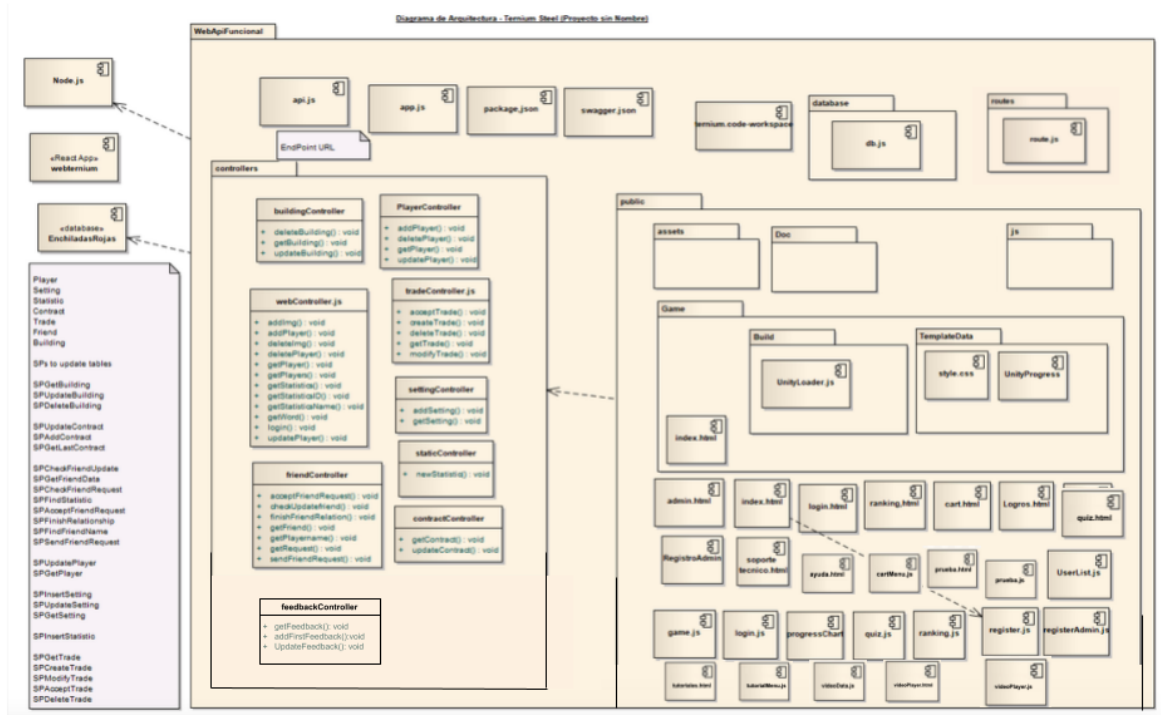 Diagrama de Arquitectura - Ternium Steel (Proyecto sin Nombre)
WebApiFuncional
Node.js
«React App»
webternium
«database»
EnchiladasRojas
Player
Setting
Statistic
Contract
Trade
Friend
Building
SPs to update tables
SPGetBuilding
SPUpdateBuilding
SPDeleteBuilding
SPUpdateContract
SPAddContract
SPGetLastContract
SPCheckFriendUpdate
SPGetFriendData
SPCheckFriendRequest
SPFindStatistic
SPAcceptFriendRequest
SPFinishRelationship
SPFindFriendName
SPSendFriendRequest
SPUpdatePlayer
SPGetPlayer
SPInsertSetting
SPUpdateSetting
SPGetSetting
SPInsertStatistic
SPGetTrade
SPCreateTrade
SPModifyTrade
SPAcceptTrade
SPDeleteTrade
api.js
app.js
package.json
swagger.json
ternium.code-workspace
database
db.js
routes
route.js
EndPoint URL
controllers
buildingController
+ deleteBuilding() : void
+ getBuilding() : void
+ updateBuilding() : void
PlayerController
+ addPlayer() : void
+ deletePlayer() : void
+ getPlayer() : void
+ updatePlayer() : void
webController.js
+ addImg() : void
+ addPlayer() : void
+ deleteImg() : void
+ deletePlayer() : void
+ getPlayer() : void
+ getPlayers() : void
+ getStatistics() : void
+ getStatisticsID() : void
+ getStatisticsName() : void
+ getWord() : void
+ login() : void
+ updatePlayer() : void
tradeController.js
+ acceptTrade() : void
+ createTrade() : void
+ deleteTrade() : void
+ getTrade() : void
+ modifyTrade() : void
settingController
+ addSetting() : void
+ getSetting() : void
staticController
+ newStatistic() : void
friendController
+ acceptFriendRequest() : void
+ checkUpdatefriend() : void
+ finishFriendRelation() : void
+ getFriend() : void
+ getPlayername() : void
+ getRequest() : void
+ sendFriendRequest() : void
contractController
+ getContract() : void
+ updateContract() : void
feedbackController
+ getFeedback(): void
+ addFirstFeedback():void
+ UpdateFeedback(): void
public
assets
Doc
js
Game
Build
UnityLoader.js
TemplateData
style.css
UnityProgress
index.html
admin.html
index.html
login.html
ranking.html
cart.html
Logros.html
quiz.html
RegistroAdmin
soporte
tecnico.html
ayuda.html
cartMenu.js
prueba.html
prueba.js
UserList.js
game.js
login.js
progressChart
quiz.js
ranking.js
register.js
registerAdmin.js
tutoriales.html
tutorialMenu.js
videoData.js
videoPlayer.html
videoPlayer.js